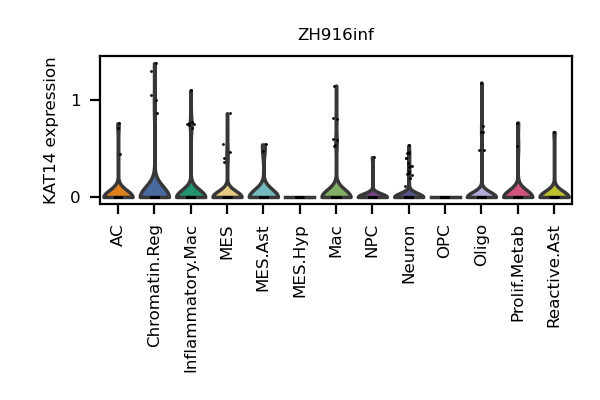 ZH916inf
KAT14 expression
1
0
AC
Chromatin.Reg
Inflammatory.Mac
MES
MES.Ast
MES.Hyp
Mac
NPC
Neuron
OPC
Oligo
Prolif.Metab
Reactive.Ast